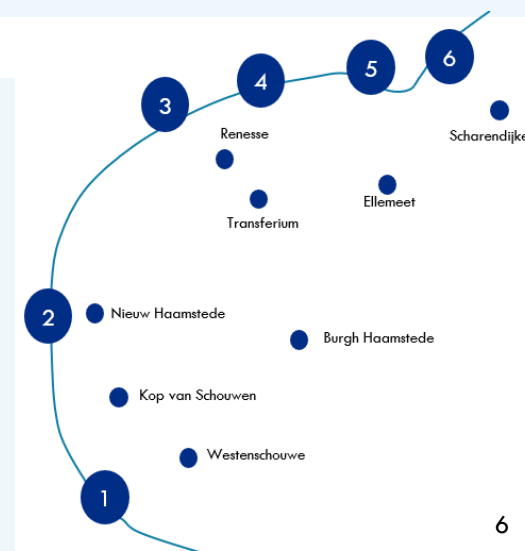 6
5
4
3
Scharendijke
Renesse
Ellemeet
Transferium
2
Nieuw Haamstede
Burgh Haamstede
Kop van Schouwen
Westenschouwe
1
6